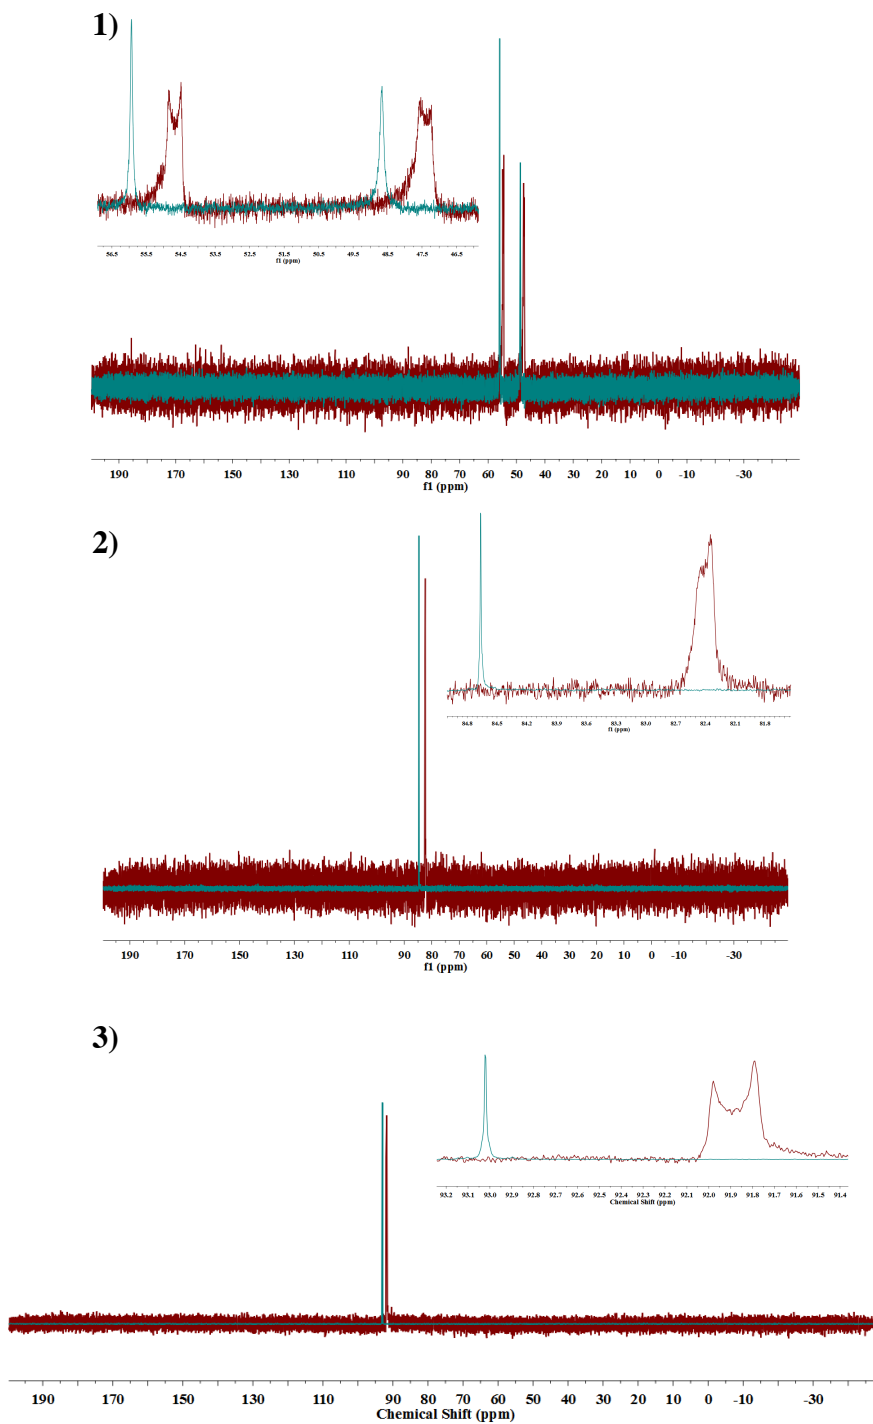 1)
56.5 55.5 54.5 53.5 52.5 51.5 50.5 49.5 48.5 47.5 46.5
f1 (ppm)
190 170 150 130 110 90 80 70 60 50 40 30 20 10 0 -10 -30
f1 (ppm)
2)
84.8 84.5 84.2 83.9 83.6 83.3 83.0 82.7 82.4 82.1 81.8
f1 (ppm)
190 170 150 130 110 90 80 70 60 50 40 30 20 10 0 -10 -30
f1 (ppm)
3)
93.2 93.1 93.0 92.9 92.8 92.7 92.6 92.5 92.4 92.3 92.2 92.1 92.0 91.9 91.8 91.7 91.6 91.5 91.4
Chemical Shift (ppm)
190 170 150 130 110 90 80 70 60 50 40 30 20 10 0 -10 -30
Chemical Shift (ppm)